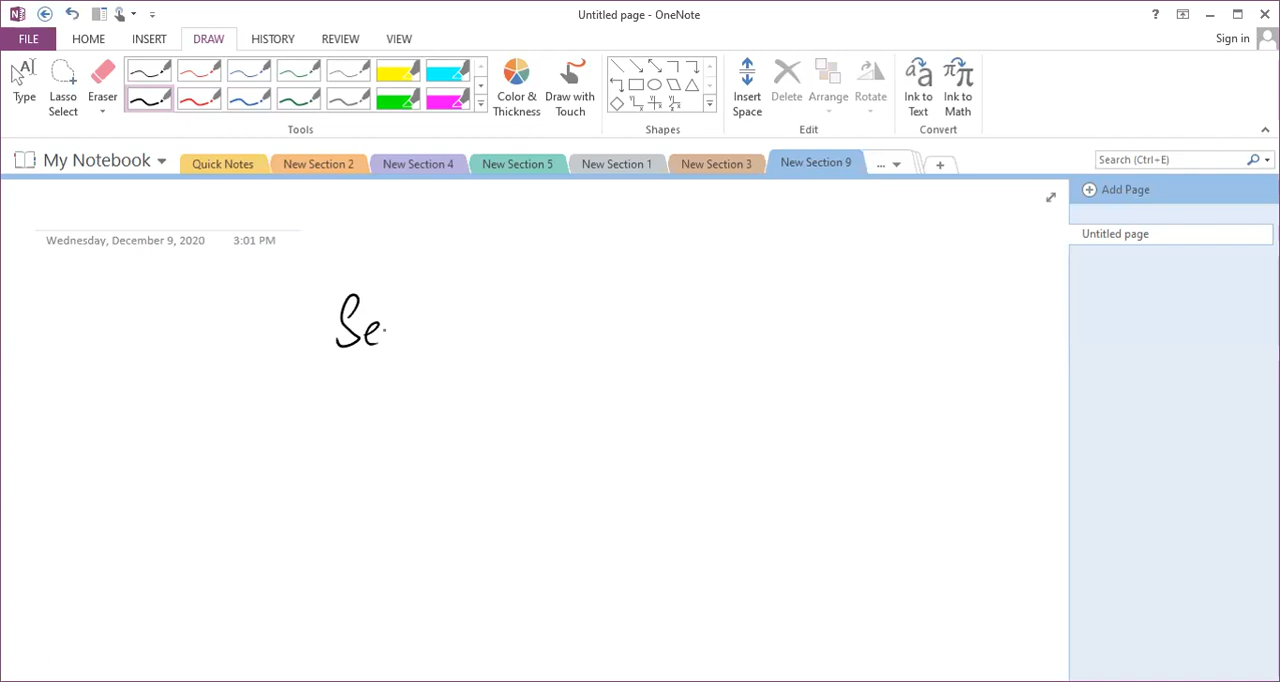 Untitled page - OneNote
?
Sign in
FILE HOME INSERT DRAW HISTORY REVIEW VIEW
Type
Lasso Select
Eraser
Color & Thickness
Draw with Touch
Insert Space
Delete
Arrange
Rotate
Ink to Text
Ink to Math
Tools Shapes Edit Convert
My Notebook Quick Notes New Section 2 New Section 4 New Section 5 New Section 1 New Section 3 New Section 9 ... +
Search (Ctrl+E)
Add Page
Untitled page
Wednesday, December 9, 2020 3:01 PM
Se